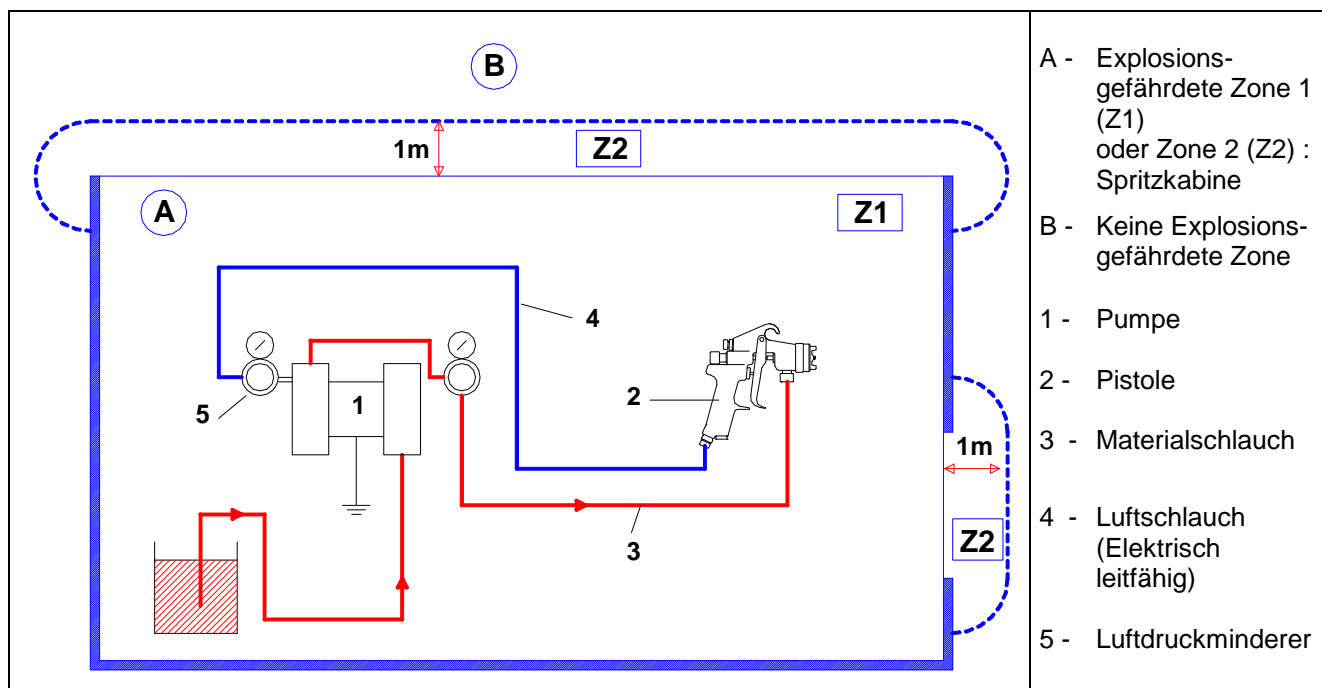 B
1m
Z2
A
Z1
4
5
1
2
3
1m
Z2
A - Explosions-
gefährdete Zone 1
(Z1)
oder Zone 2 (Z2) :
Spritzkabine
B - Keine Explosions-
gefährdete Zone
1 - Pumpe
2 - Pistole
3 - Materialschlauch
4 - Luftschlauch
(Elektrisch
leitfähig)
5 - Luftdruckminderer